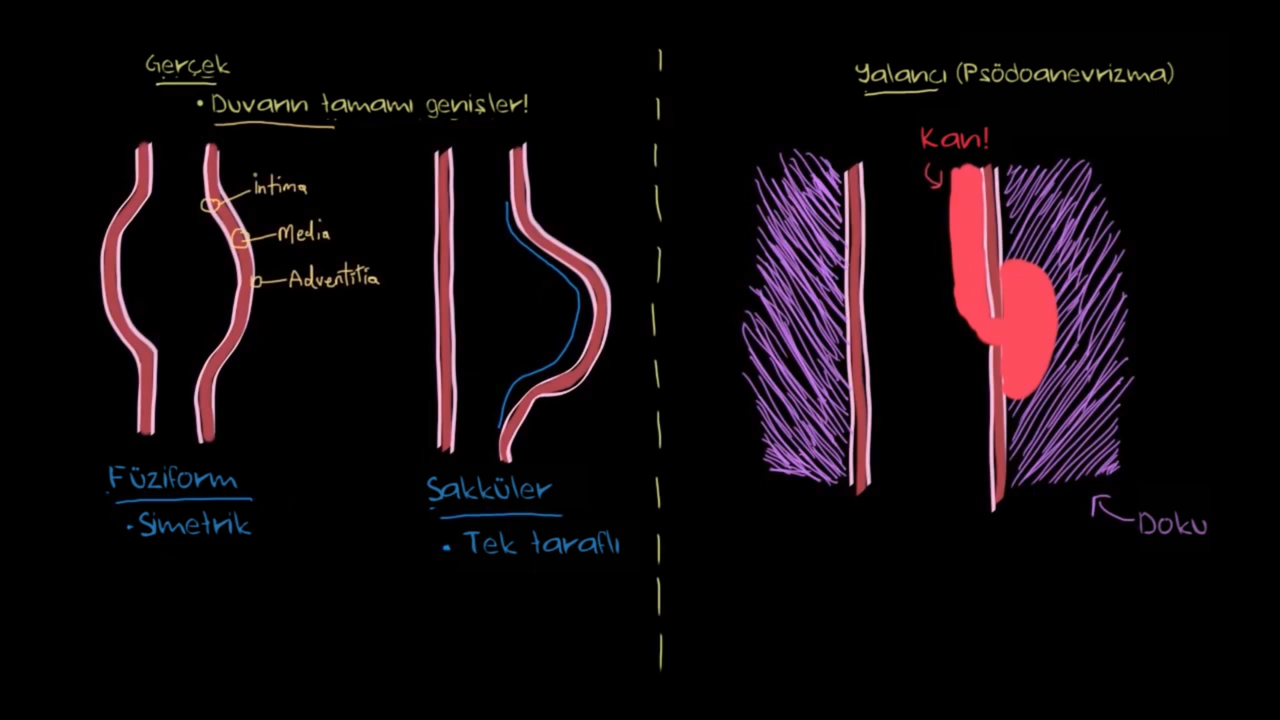 Gerçek
• Duvarın tamamı genişler!
İntima
Media
Adventitia
Füziform
• Simetrik
Sakküler
• Tek taraflı
Yalancı (Psödoanevrizma)
Kan!
Doku